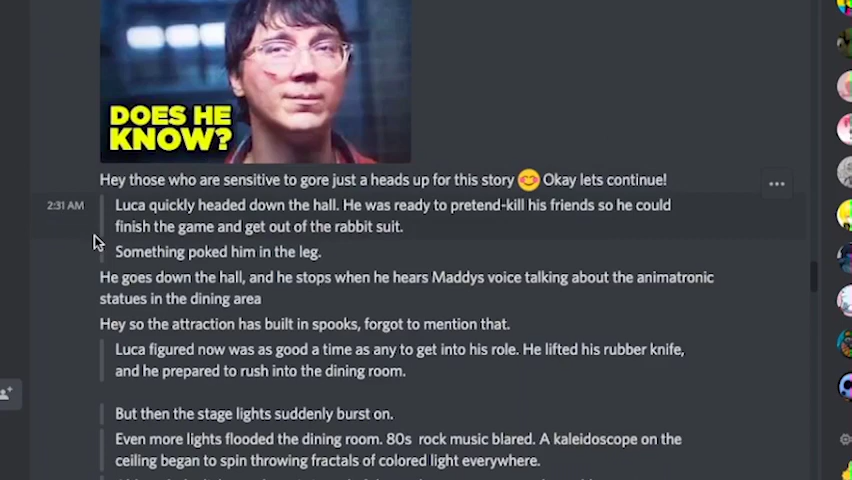 DOES HE
KNOW?
Hey those who are sensitive to gore just a heads up for this story 😊 Okay lets continue!
2:31 AM
Luca quickly headed down the hall. He was ready to pretend-kill his friends so he could
finish the game and get out of the rabbit suit.
Something poked him in the leg.
He goes down the hall, and he stops when he hears Maddys voice talking about the animatronic
statues in the dining area
Hey so the attraction has built in spooks, forgot to mention that.
Luca figured now was as good a time as any to get into his role. He lifted his rubber knife,
and he prepared to rush into the dining room.
But then the stage lights suddenly burst on.
Even more lights flooded the dining room. 80s rock music blared. A kaleidoscope on the
ceiling began to spin throwing fractals of colored light everywhere.